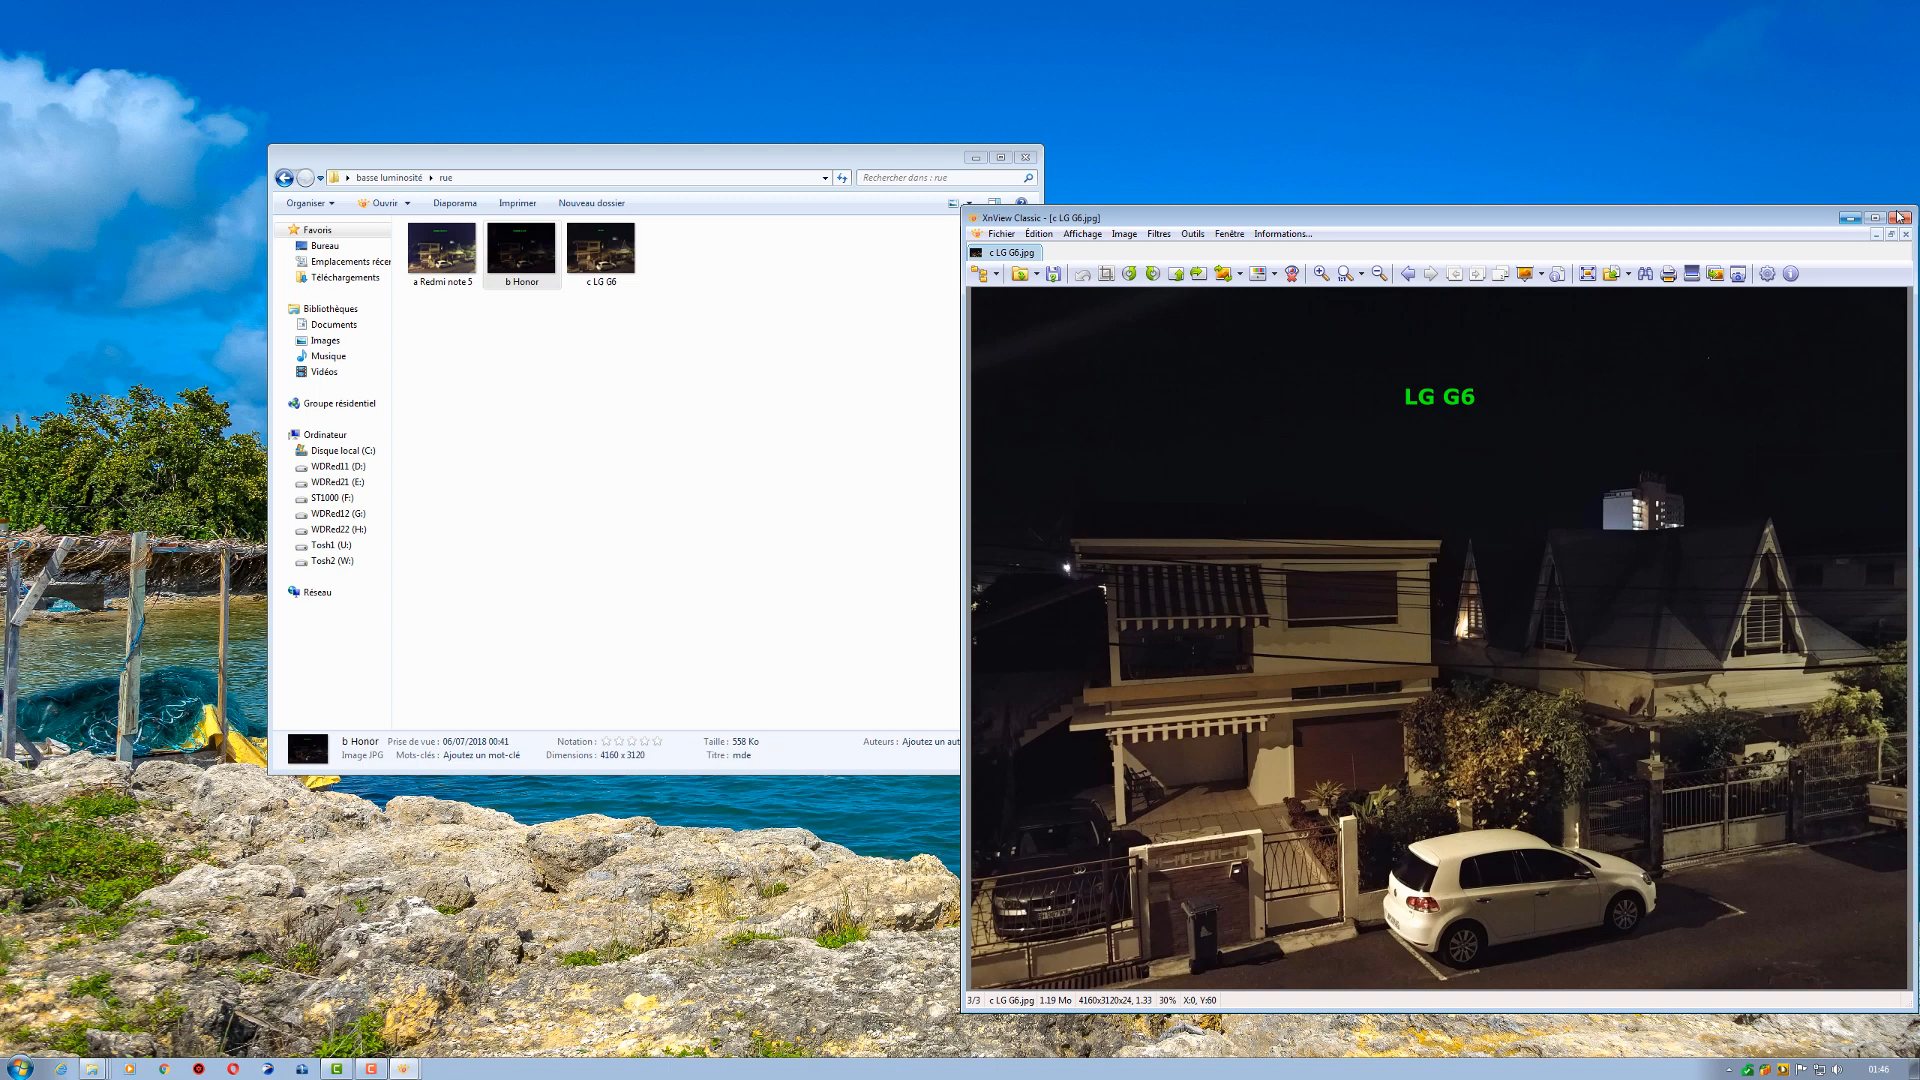 basse luminosité ▸ rue
Rechercher dans : rue
Organiser
Ouvrir
Diaporama
Imprimer
Nouveau dossier
Favoris
Bureau
Emplacements récer
Téléchargements
Bibliothèques
Documents
Images
Musique
Vidéos
Groupe résidentiel
Ordinateur
Disque local (C:)
WDRed11 (D:)
WDRed21 (E:)
ST1000 (F:)
WDRed12 (G:)
WDRed22 (H:)
Tosh1 (U:)
Tosh2 (W:)
Réseau
a Redmi note 5
b Honor
c LG G6
b Honor Prise de vue : 06/07/2018 00:41 Notation : Taille : 558 Ko Auteurs : Ajoutez un aut
Image JPG Mots-clés : Ajoutez un mot-clé Dimensions : 4160 x 3120 Titre : mde
XnView Classic - [c LG G6.jpg]
Fichier Édition Affichage Image Filtres Outils Fenêtre Informations...
c LG G6.jpg
LG G6
3/3 c LG G6.jpg 1.19 Mo 4160x3120x24, 1.33 30% X:0, Y:60
01:46